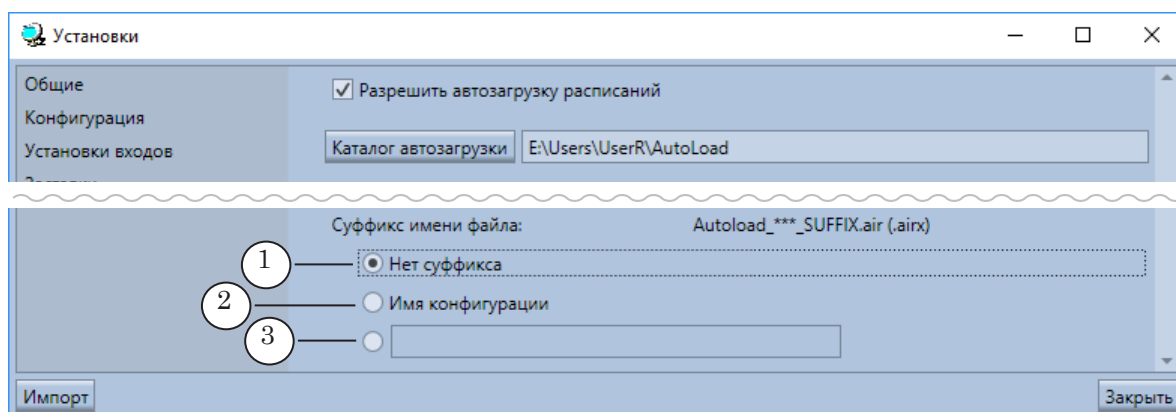 Установки
Общие
Разрешить автозагрузку расписаний
Конфигурация
Установки входов
Каталог автозагрузки E:\Users\UserR\AutoLoad
Суффикс имени файла: Autoload_***_SUFFIX.air (.airx)
1 Нет суффикса
2 Имя конфигурации
3
Импорт Закрыть